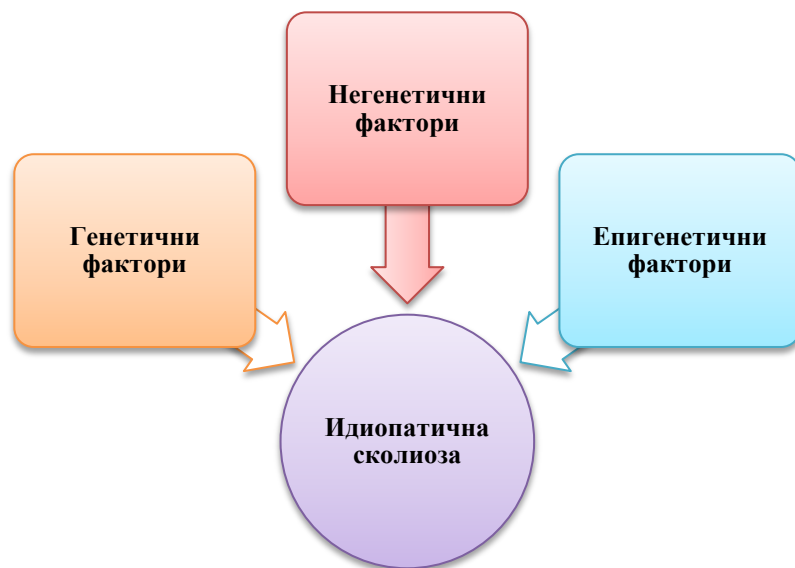 Негенетични
фактори
Генетични
фактори
Епигенетични
фактори
Идиопатична
сколиоза